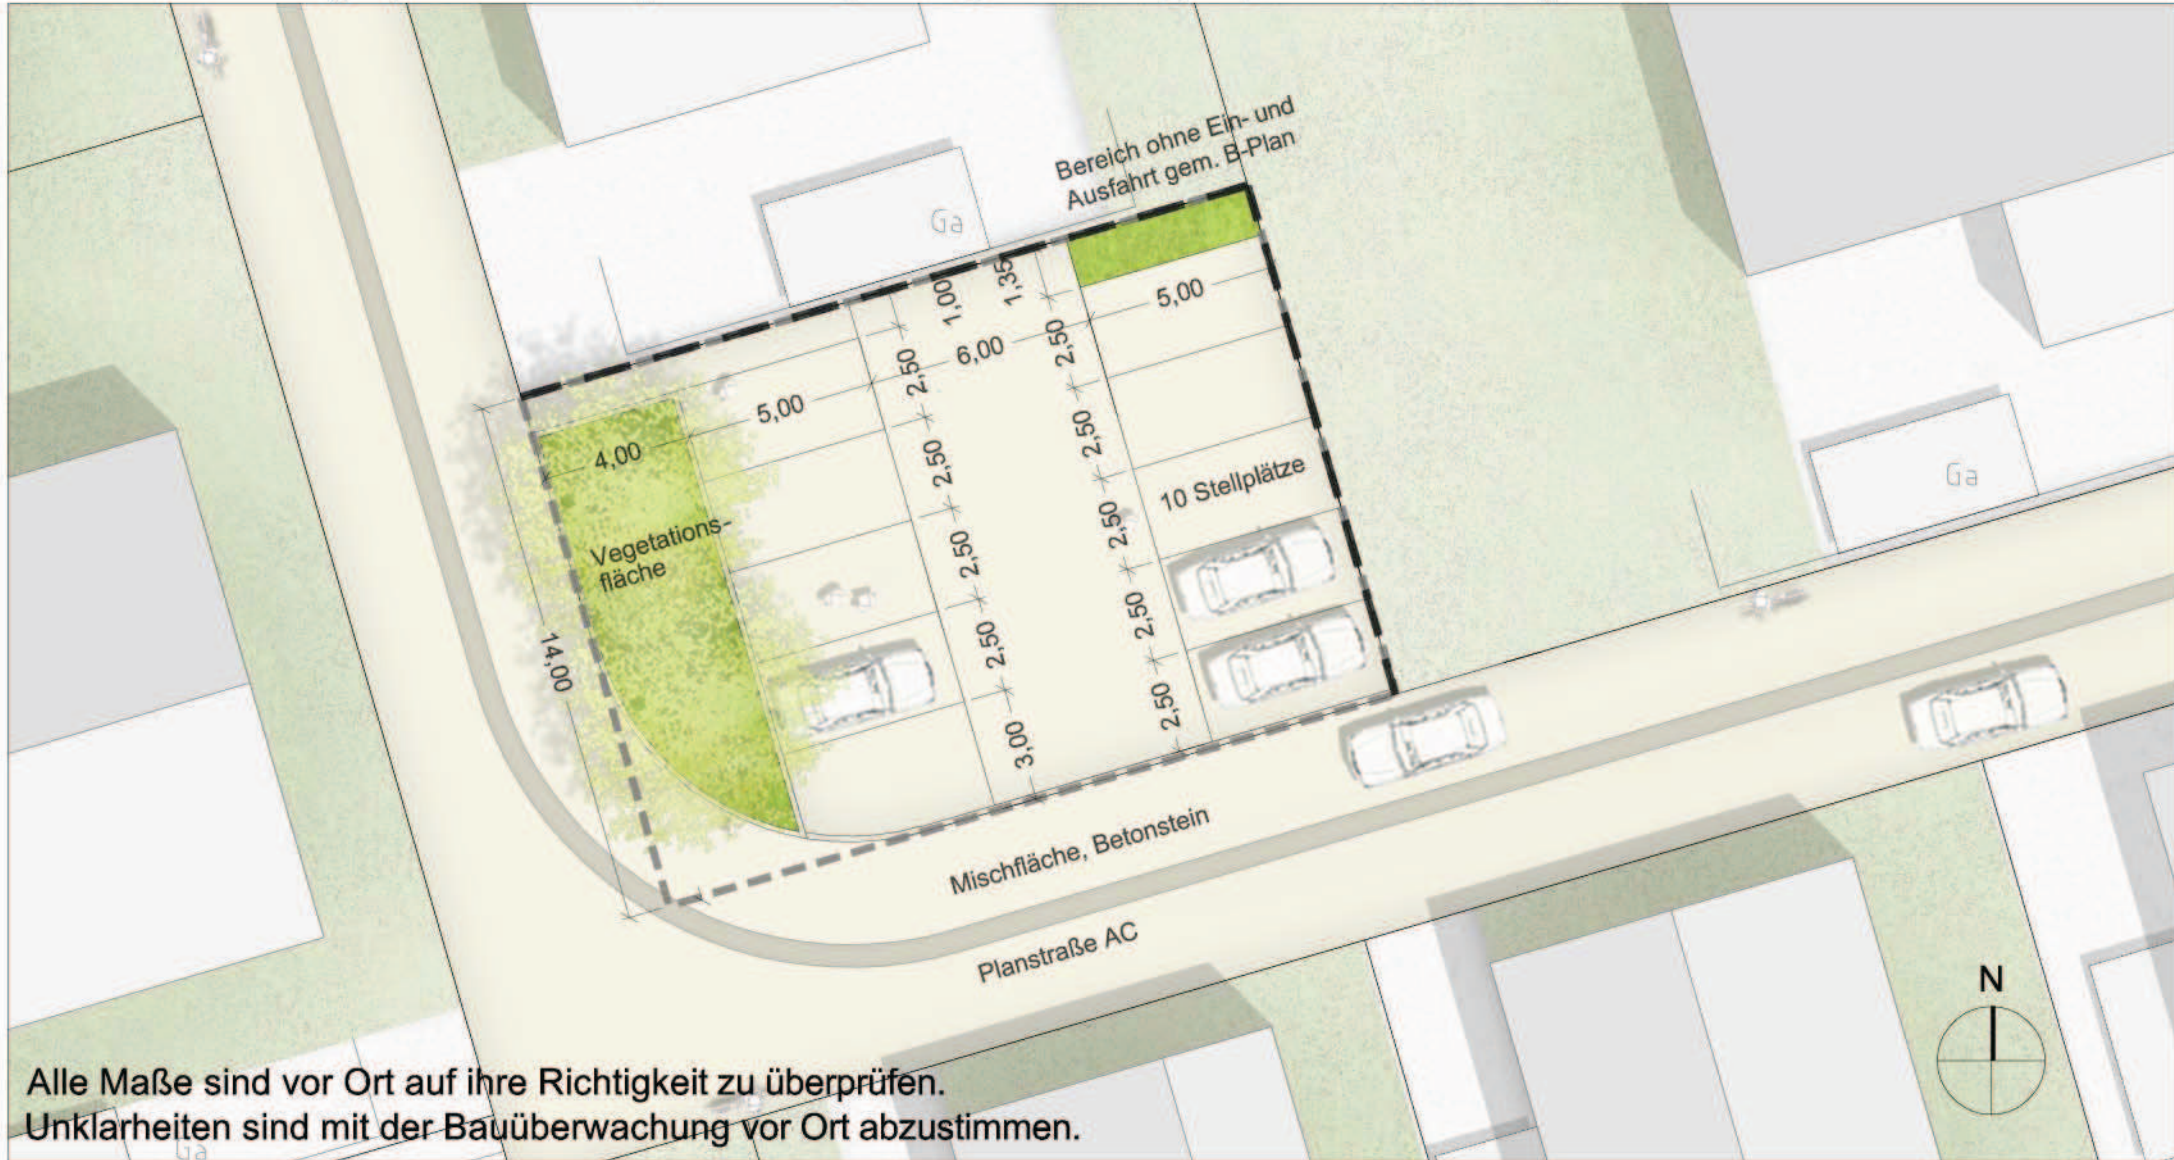 Bereich ohne Ein- und
Ausfahrt gem. B-Plan
Ga
1,00
1,35
5,00
6,00
2,50
2,50
5,00
4,00
2,50
2,50
10 Stellplätze
Ga
Vegetations-
fläche
2,50
2,50
2,50
2,50
2,50
14,00
3,00
2,50
Mischfläche, Betonstein
Planstraße AC
N
Alle Maße sind vor Ort auf ihre Richtigkeit zu überprüfen.
Unklarheiten sind mit der Bauüberwachung vor Ort abzustimmen.
Ga